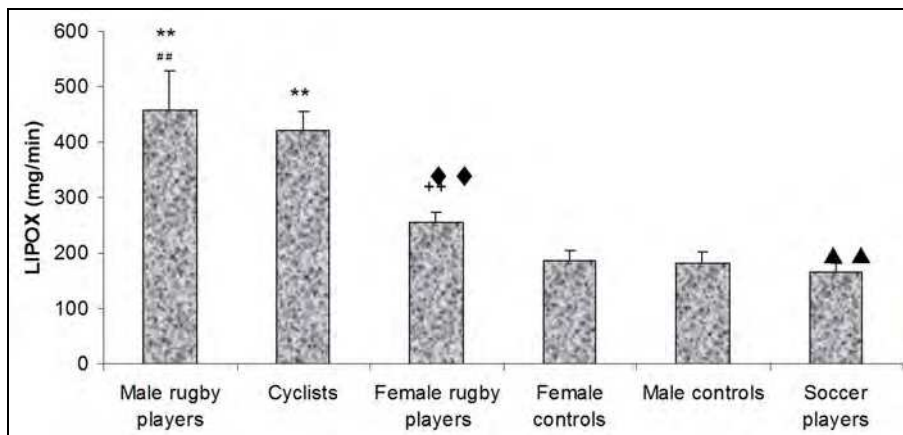 600
500
400
300
200
100
0
LIPOX (mg/min)
**
##
**
♦ ♦
++
▲ ▲
Male rugby players
Cyclists
Female rugby players
Female controls
Male controls
Soccer players